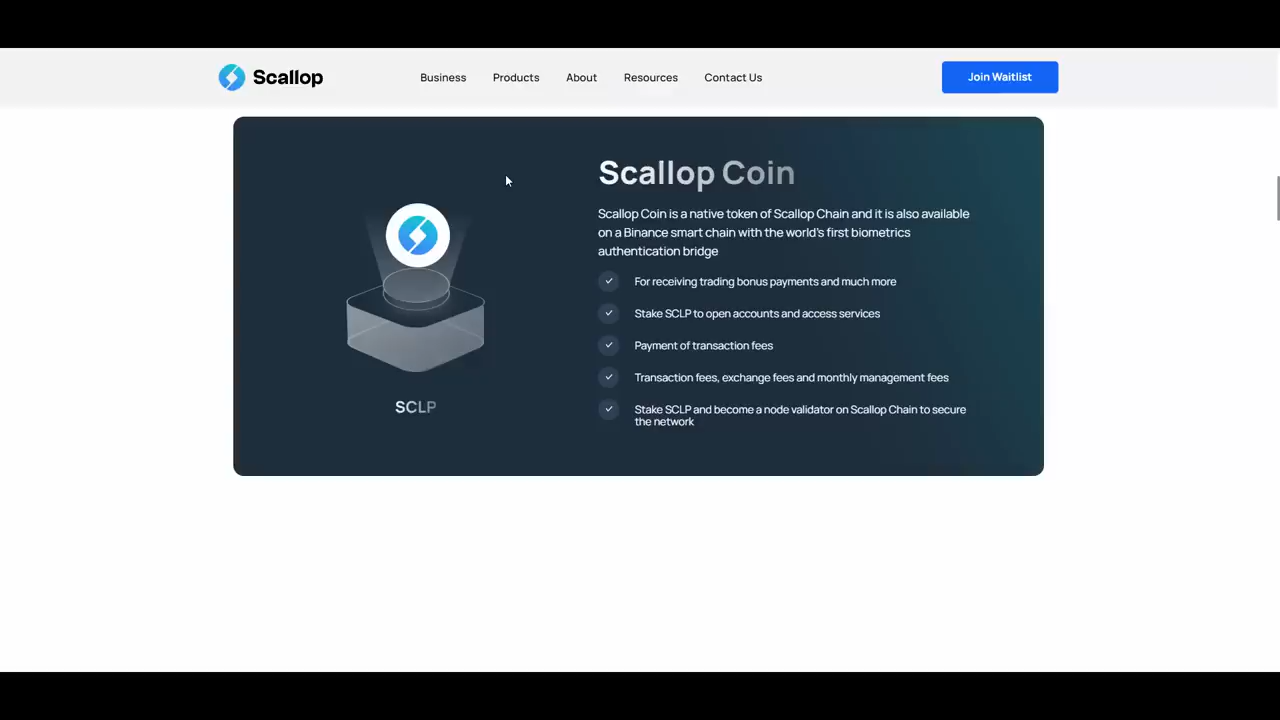 Scallop
Business
Products
About
Resources
Contact Us
Join Waitlist
Scallop Coin
Scallop Coin is a native token of Scallop Chain and it is also available
on a Binance smart chain with the world's first biometrics
authentication bridge
For receiving trading bonus payments and much more
Stake SCLP to open accounts and access services
Payment of transaction fees
Transaction fees, exchange fees and monthly management fees
Stake SCLP and become a node validator on Scallop Chain to secure
the network
SCLP